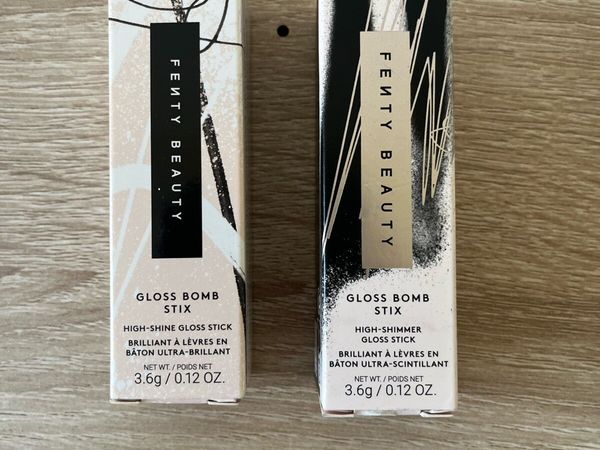 FEИTY BEAUTY
GLOSS BOMB
STIX
HIGH-SHINE GLOSS STICK
BRILLIANT À LÈVRES EN
BÂTON ULTRA-BRILLANT
NET WT. / POIDS NET
3.6g / 0.12 OZ.
FEИTY BEAUTY
GLOSS BOMB
STIX
HIGH-SHIMMER
GLOSS STICK
BRILLIANT À LÈVRES EN
BÂTON ULTRA-SCINTILLANT
NET WT. / POIDS NET
3.6g / 0.12 OZ.